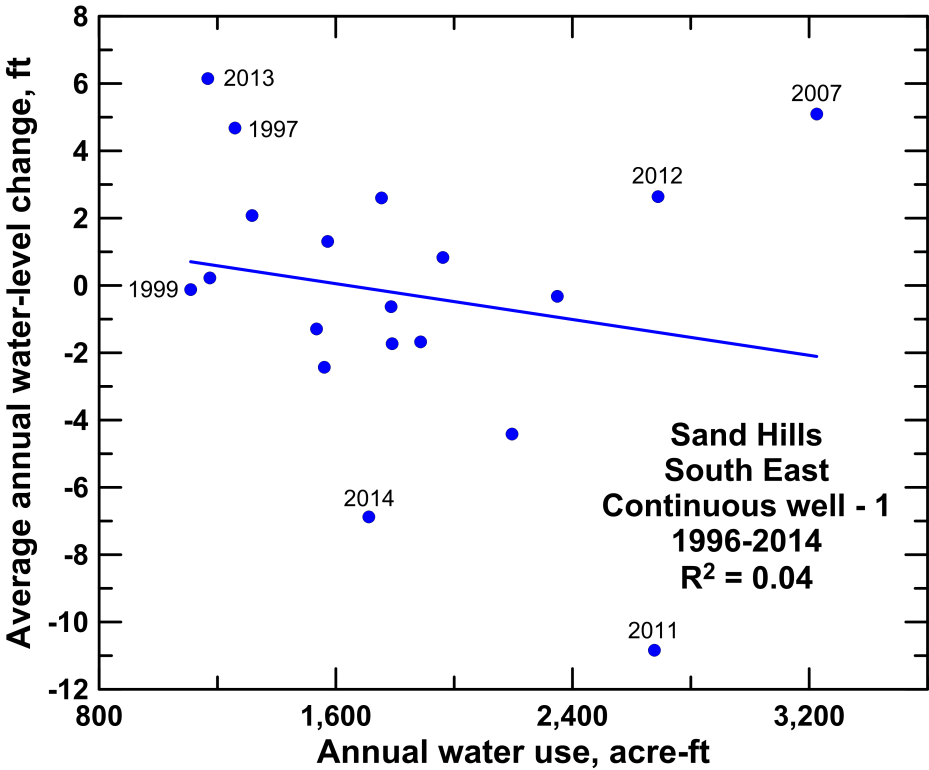 8
6
4
2
0
-2
-4
-6
-8
-10
-12
Average annual water-level change, ft
2013
1997
2007
2012
1999
2014
2011
Sand Hills
South East
Continuous well - 1
1996-2014
R² = 0.04
800 1,600 2,400 3,200
Annual water use, acre-ft